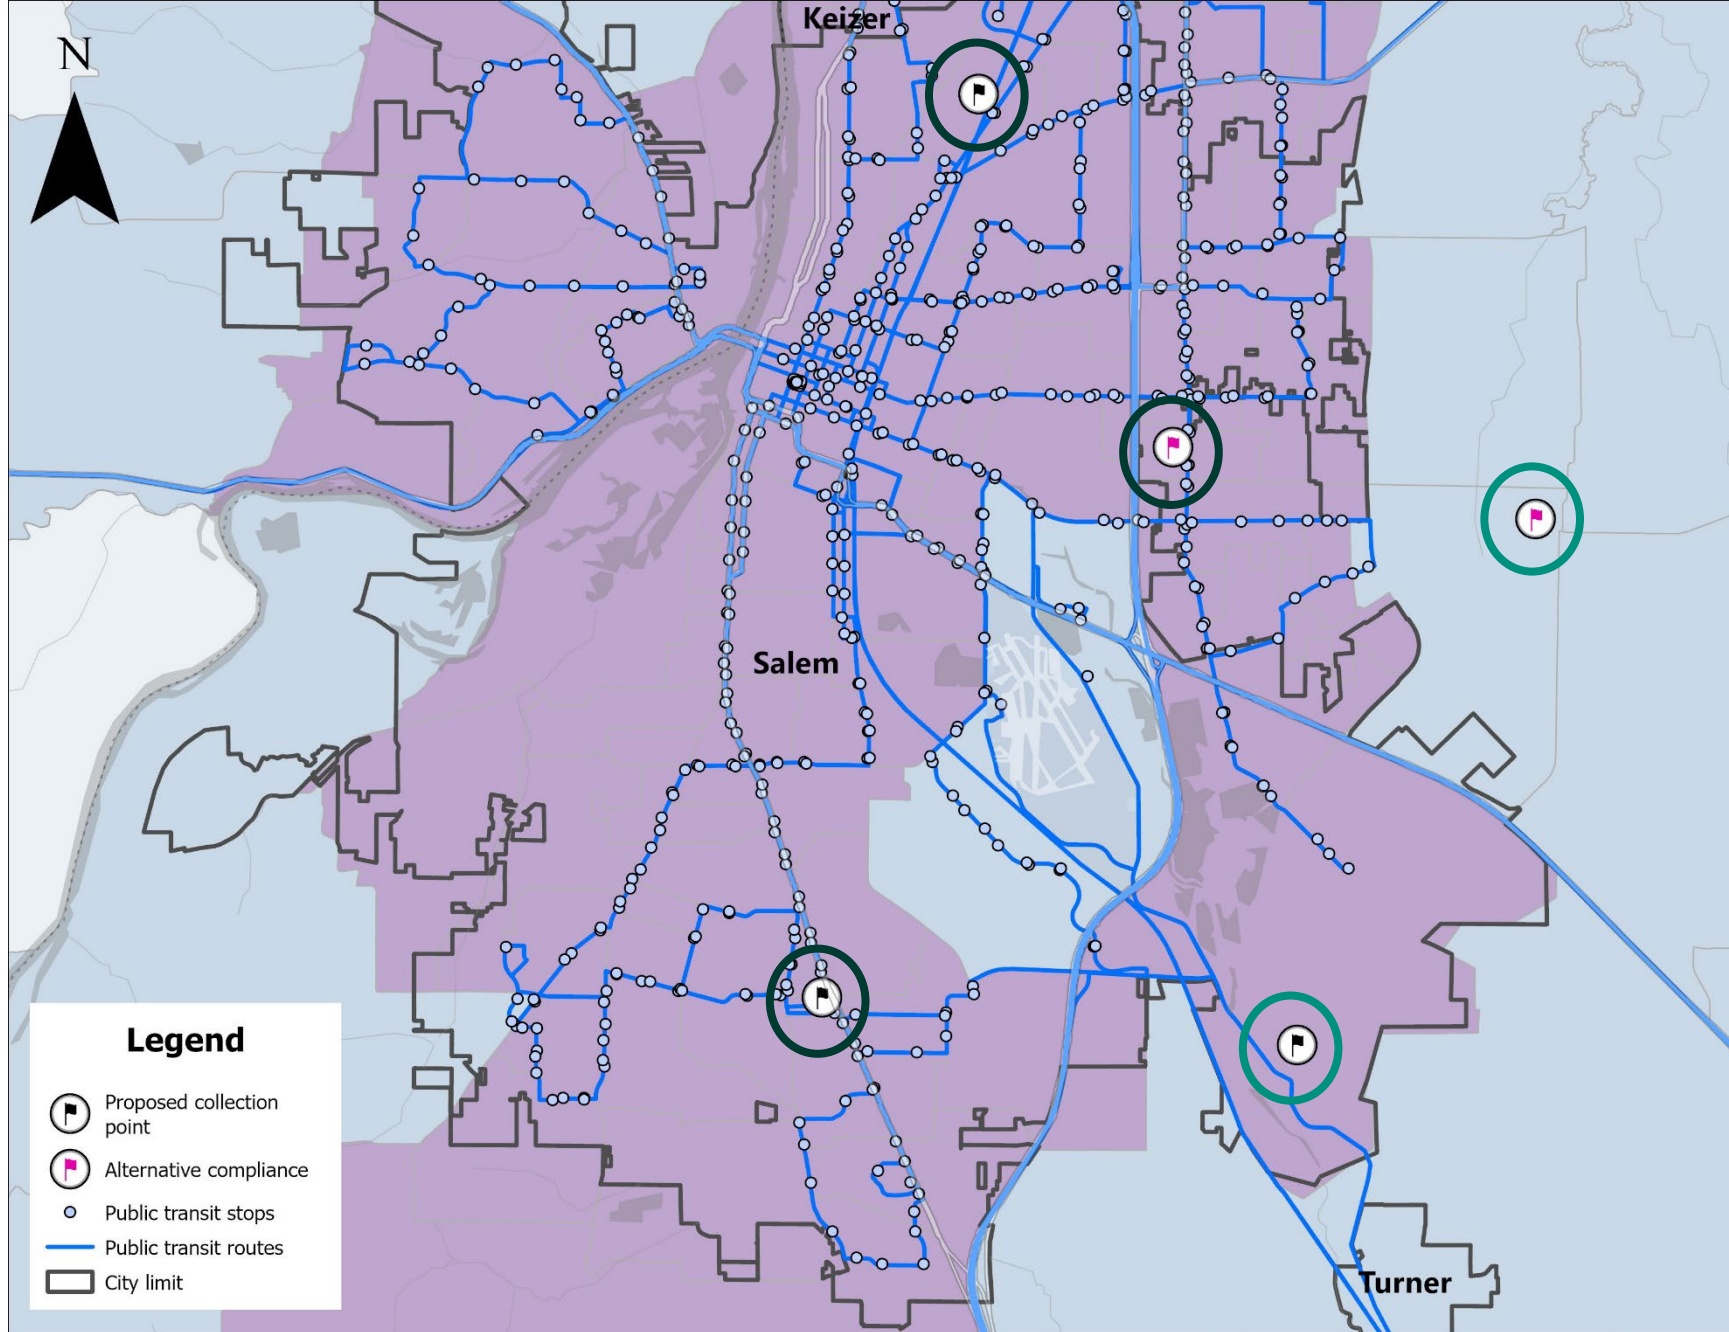 Keizer
N
Salem
Legend
Proposed collection
point
Alternative compliance
Public transit stops
Public transit routes
City limit
Turner